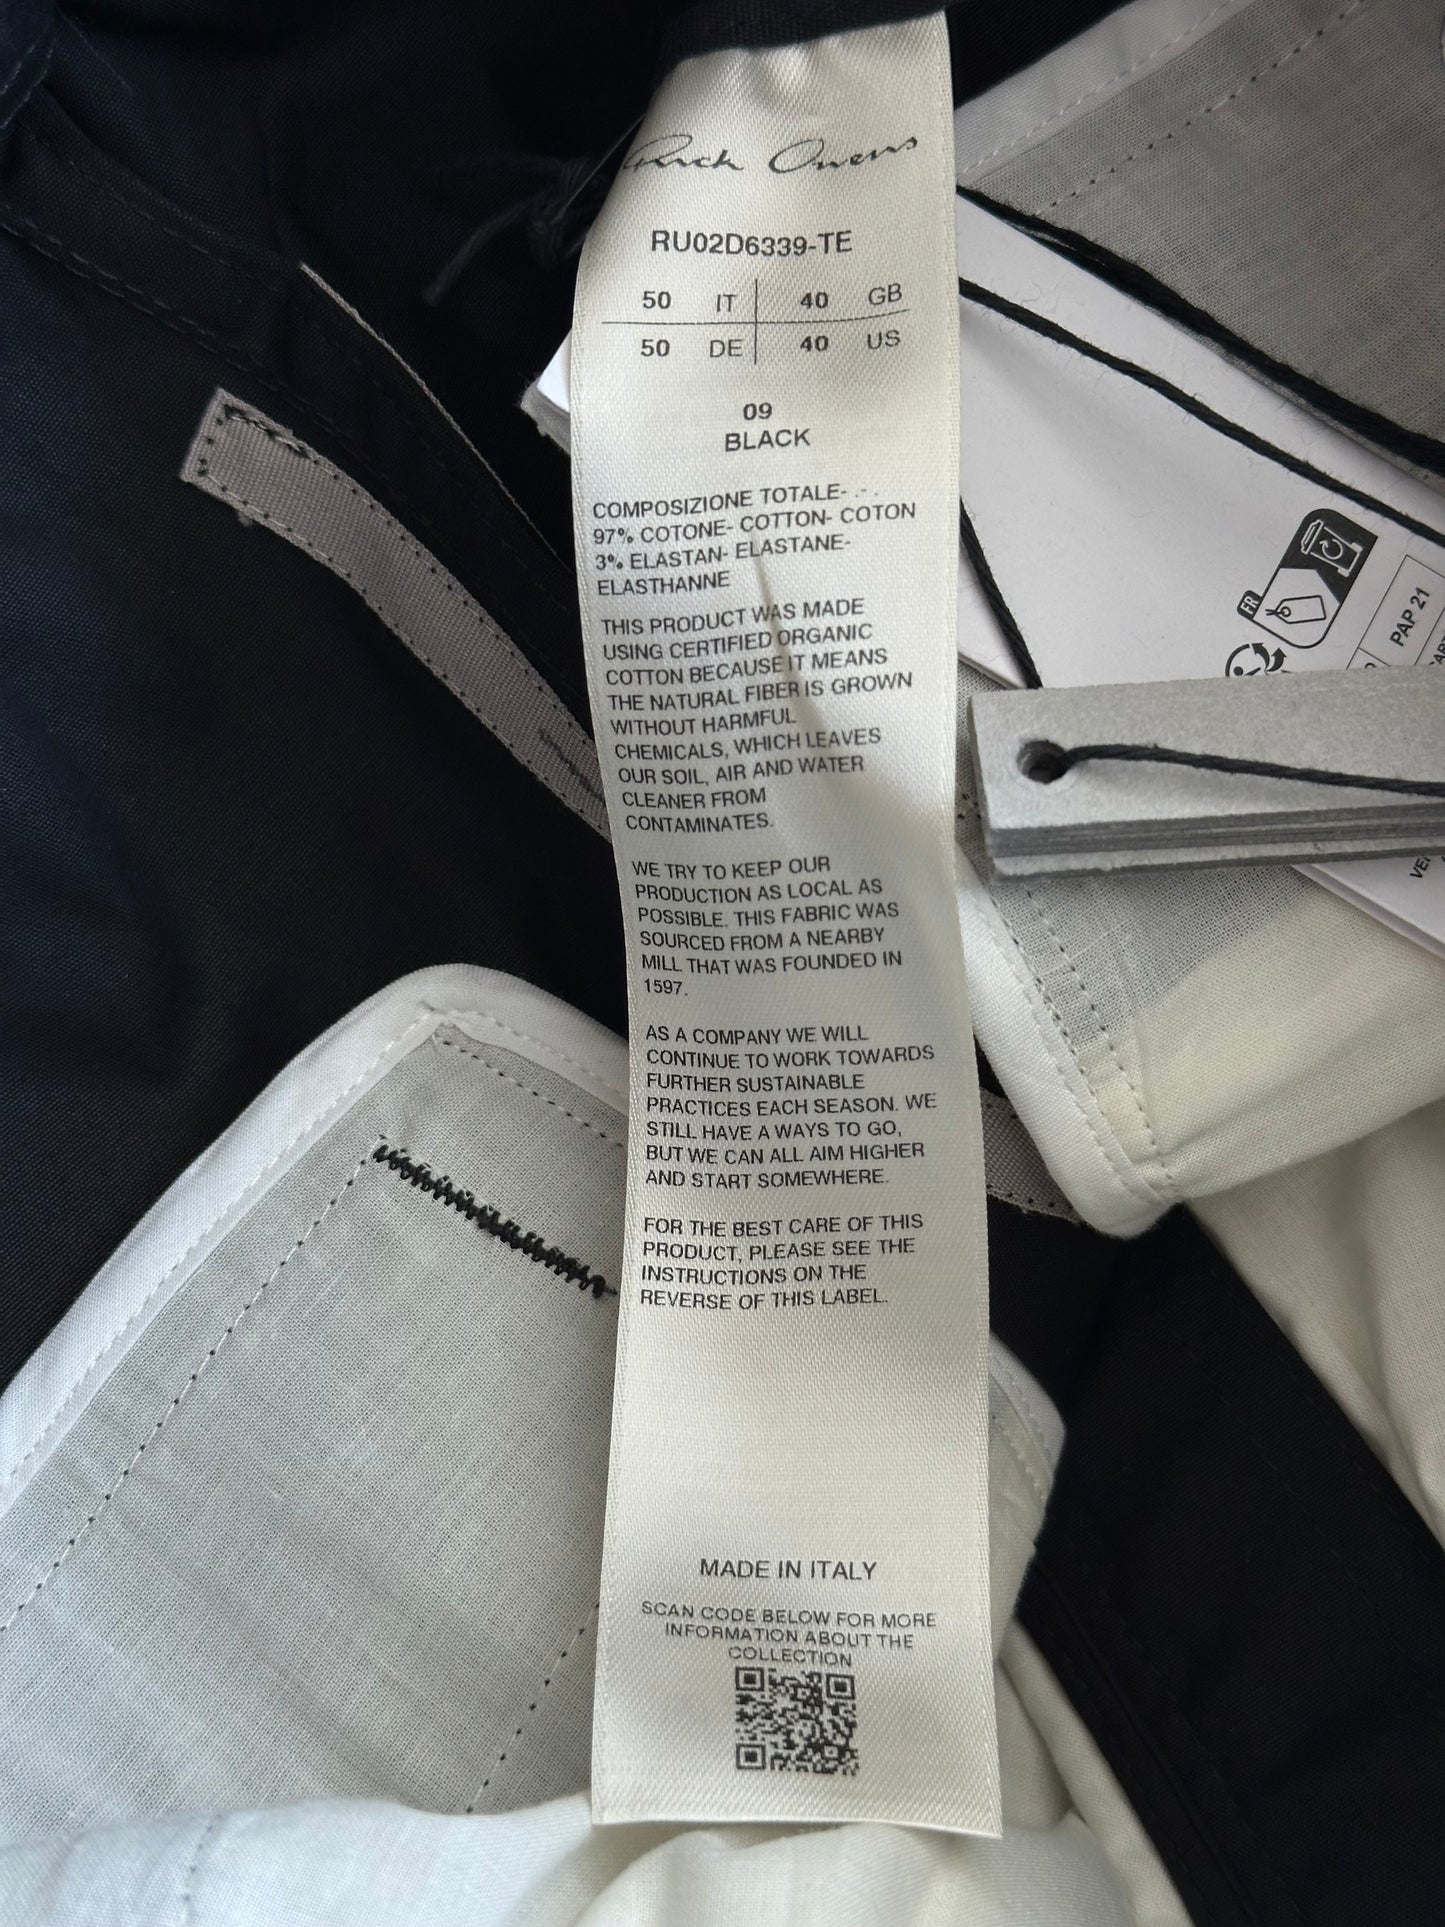 Rick Owens
RU02D6339-TE
50 IT 40 GB
50 DE 40 US
09
BLACK
COMPOSIZIONE TOTALE- .-.
97% COTONE- COTTON- COTON
3% ELASTAN- ELASTANE-
ELASTHANNE
THIS PRODUCT WAS MADE
USING CERTIFIED ORGANIC
COTTON BECAUSE IT MEANS
THE NATURAL FIBER IS GROWN
WITHOUT HARMFUL
CHEMICALS, WHICH LEAVES
OUR SOIL, AIR AND WATER
CLEANER FROM
CONTAMINATES.
WE TRY TO KEEP OUR
PRODUCTION AS LOCAL AS
POSSIBLE. THIS FABRIC WAS
SOURCED FROM A NEARBY
MILL THAT WAS FOUNDED IN
1597.
AS A COMPANY WE WILL
CONTINUE TO WORK TOWARDS
FURTHER SUSTAINABLE
PRACTICES EACH SEASON. WE
STILL HAVE A WAYS TO GO,
BUT WE CAN ALL AIM HIGHER
AND START SOMEWHERE.
FOR THE BEST CARE OF THIS
PRODUCT, PLEASE SEE THE
INSTRUCTIONS ON THE
REVERSE OF THIS LABEL.
MADE IN ITALY
SCAN CODE BELOW FOR MORE
INFORMATION ABOUT THE
COLLECTION
FR
PAP 21